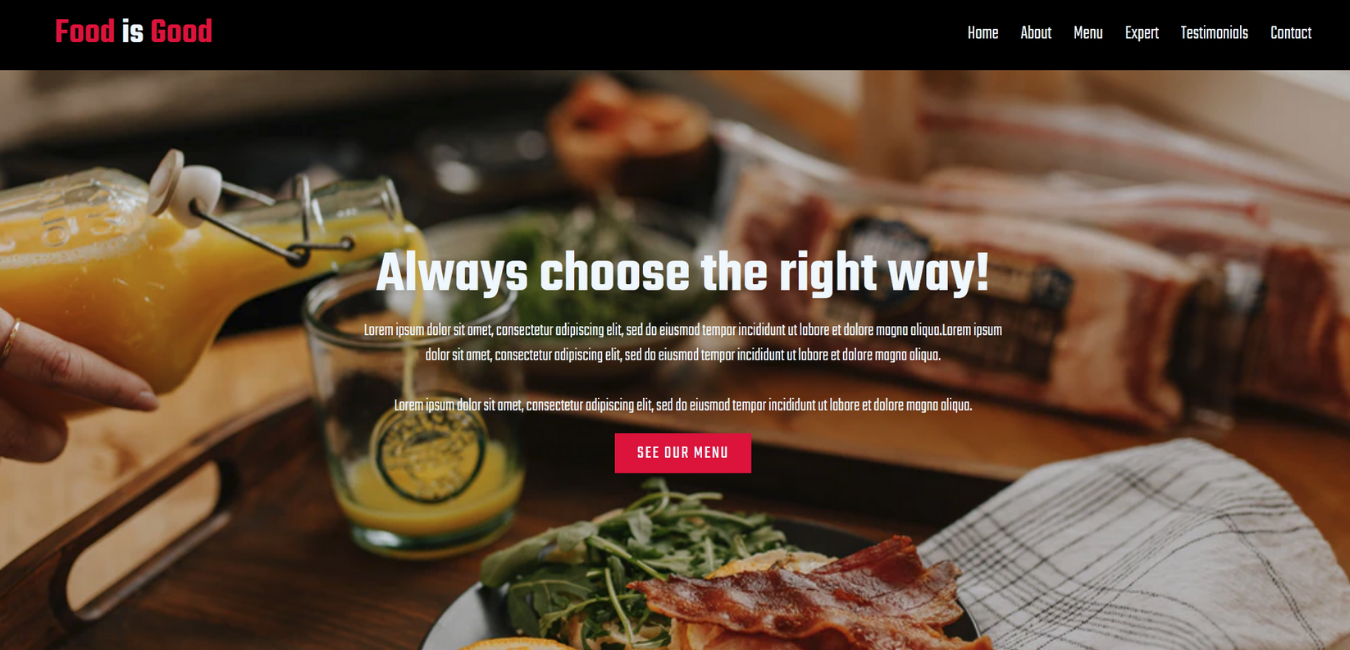 Food is Good
Home About Menu Expert Testimonials Contact
Always choose the right way!
Lorem ipsum dolor sit amet, consectetur adipiscing elit, sed do eiusmod tempor incididunt ut labore et dolore magna aliqua.Lorem ipsum
dolor sit amet, consectetur adipiscing elit, sed do eiusmod tempor incididunt ut labore et dolore magna aliqua.
Lorem ipsum dolor sit amet, consectetur adipiscing elit, sed do eiusmod tempor incididunt ut labore et dolore magna aliqua.
SEE OUR MENU